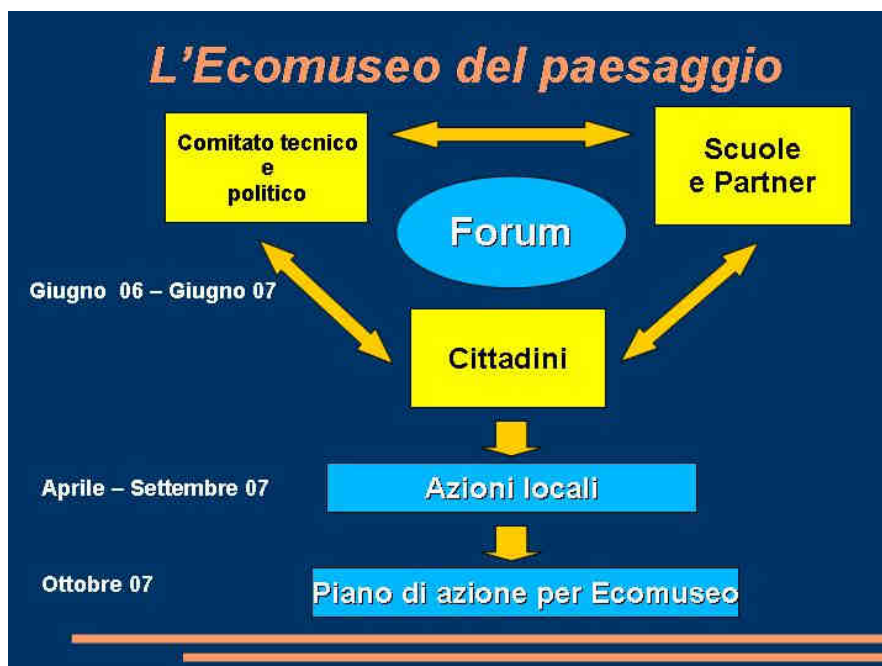 L'Ecomuseo del paesaggio
Comitato tecnico
e
politico
Scuole
e Partner
Forum
Giugno 06 – Giugno 07
Cittadini
Aprile – Settembre 07
Azioni locali
Ottobre 07
Piano di azione per Ecomuseo